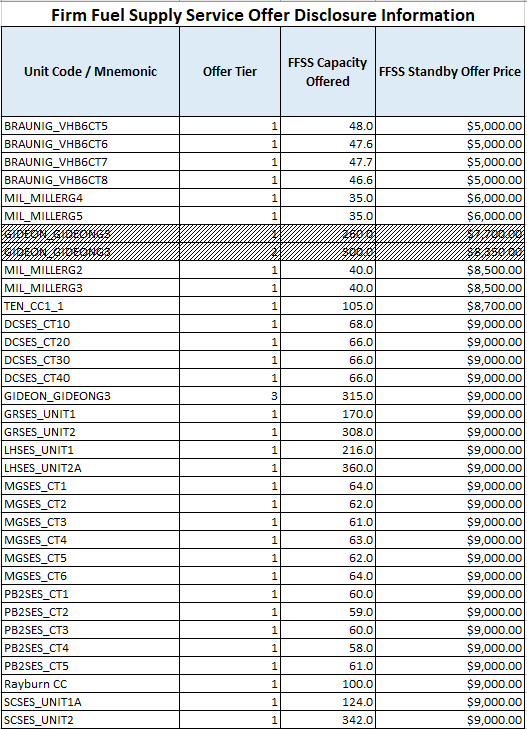 Firm Fuel Supply Service Offer Disclosure Information
Unit Code / Mnemonic Offer Tier FFSS Capacity Offered FFSS Standby Offer Price
BRAUNIG_VHB6CT5 1 48.0 $5,000.00
BRAUNIG_VHB6CT6 1 47.6 $5,000.00
BRAUNIG_VHB6CT7 1 47.7 $5,000.00
BRAUNIG_VHB6CT8 1 46.6 $5,000.00
MIL_MILLERG4 1 35.0 $6,000.00
MIL_MILLERG5 1 35.0 $6,000.00
GIDEON_GIDEONG3 1 260.0 $7,700.00
GIDEON_GIDEONG3 2 300.0 $8,350.00
MIL_MILLERG2 1 40.0 $8,500.00
MIL_MILLERG3 1 40.0 $8,500.00
TEN_CC1_1 1 105.0 $8,700.00
DCSES_CT10 1 68.0 $9,000.00
DCSES_CT20 1 66.0 $9,000.00
DCSES_CT30 1 66.0 $9,000.00
DCSES_CT40 1 66.0 $9,000.00
GIDEON_GIDEONG3 3 315.0 $9,000.00
GRSES_UNIT1 1 170.0 $9,000.00
GRSES_UNIT2 1 308.0 $9,000.00
LHSES_UNIT1 1 216.0 $9,000.00
LHSES_UNIT2A 1 360.0 $9,000.00
MGSES_CT1 1 64.0 $9,000.00
MGSES_CT2 1 62.0 $9,000.00
MGSES_CT3 1 61.0 $9,000.00
MGSES_CT4 1 63.0 $9,000.00
MGSES_CT5 1 62.0 $9,000.00
MGSES_CT6 1 64.0 $9,000.00
PB2SES_CT1 1 60.0 $9,000.00
PB2SES_CT2 1 59.0 $9,000.00
PB2SES_CT3 1 60.0 $9,000.00
PB2SES_CT4 1 58.0 $9,000.00
PB2SES_CT5 1 61.0 $9,000.00
Rayburn CC 1 100.0 $9,000.00
SCSES_UNIT1A 1 124.0 $9,000.00
SCSES_UNIT2 1 342.0 $9,000.00